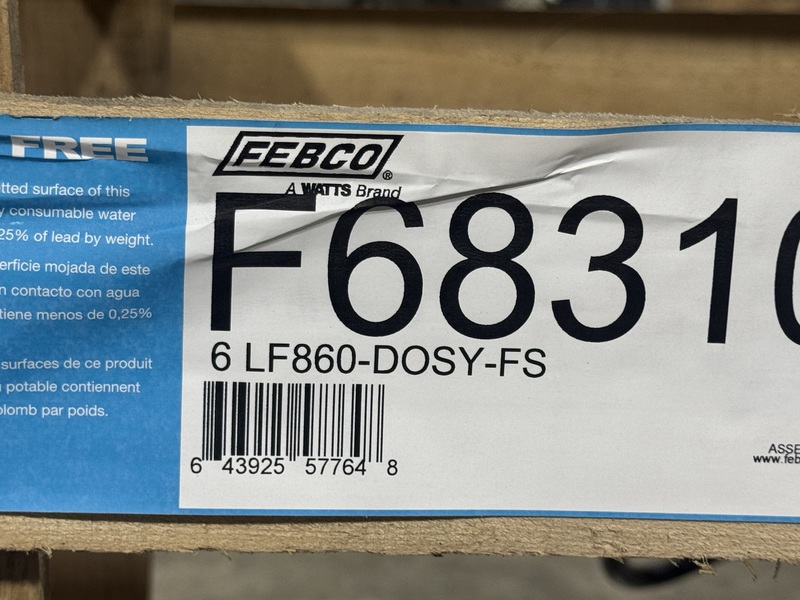 FREE
tted surface of this
y consumable water
25% of lead by weight.
erficie mojada de este
n contacto con agua
tiene menos de 0,25%
surfaces de ce produit
potable contiennent
olomb par poids.
FEBCO®
A WATTS Brand
F6831
6 LF860-DOSY-FS
6 43925 57764 8
ASSE
www.feb